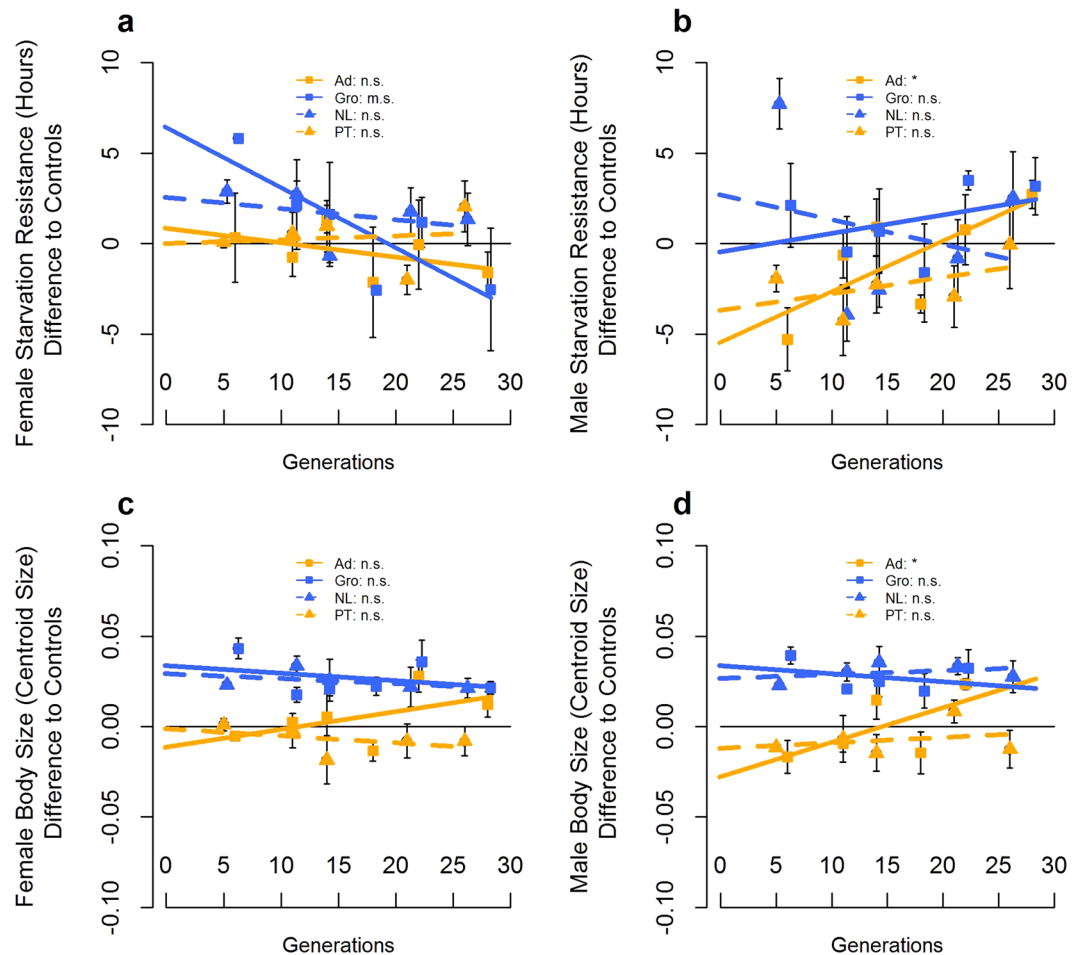 a
Female Starvation Resistance (Hours)
Difference to Controls
10
5
0
-5
-10
Ad: n.s.
Gro: m.s.
NL: n.s.
PT: n.s.
0 5 10 15 20 25 30
Generations
b
Male Starvation Resistance (Hours)
Difference to Controls
10
5
0
-5
-10
Ad: *
Gro: n.s.
NL: n.s.
PT: n.s.
0 5 10 15 20 25 30
Generations
c
Female Body Size (Centroid Size)
Difference to Controls
0.10
0.05
0.00
-0.05
-0.10
Ad: n.s.
Gro: n.s.
NL: n.s.
PT: n.s.
0 5 10 15 20 25 30
Generations
d
Male Body Size (Centroid Size)
Difference to Controls
0.10
0.05
0.00
-0.05
-0.10
Ad: *
Gro: n.s.
NL: n.s.
PT: n.s.
0 5 10 15 20 25 30
Generations